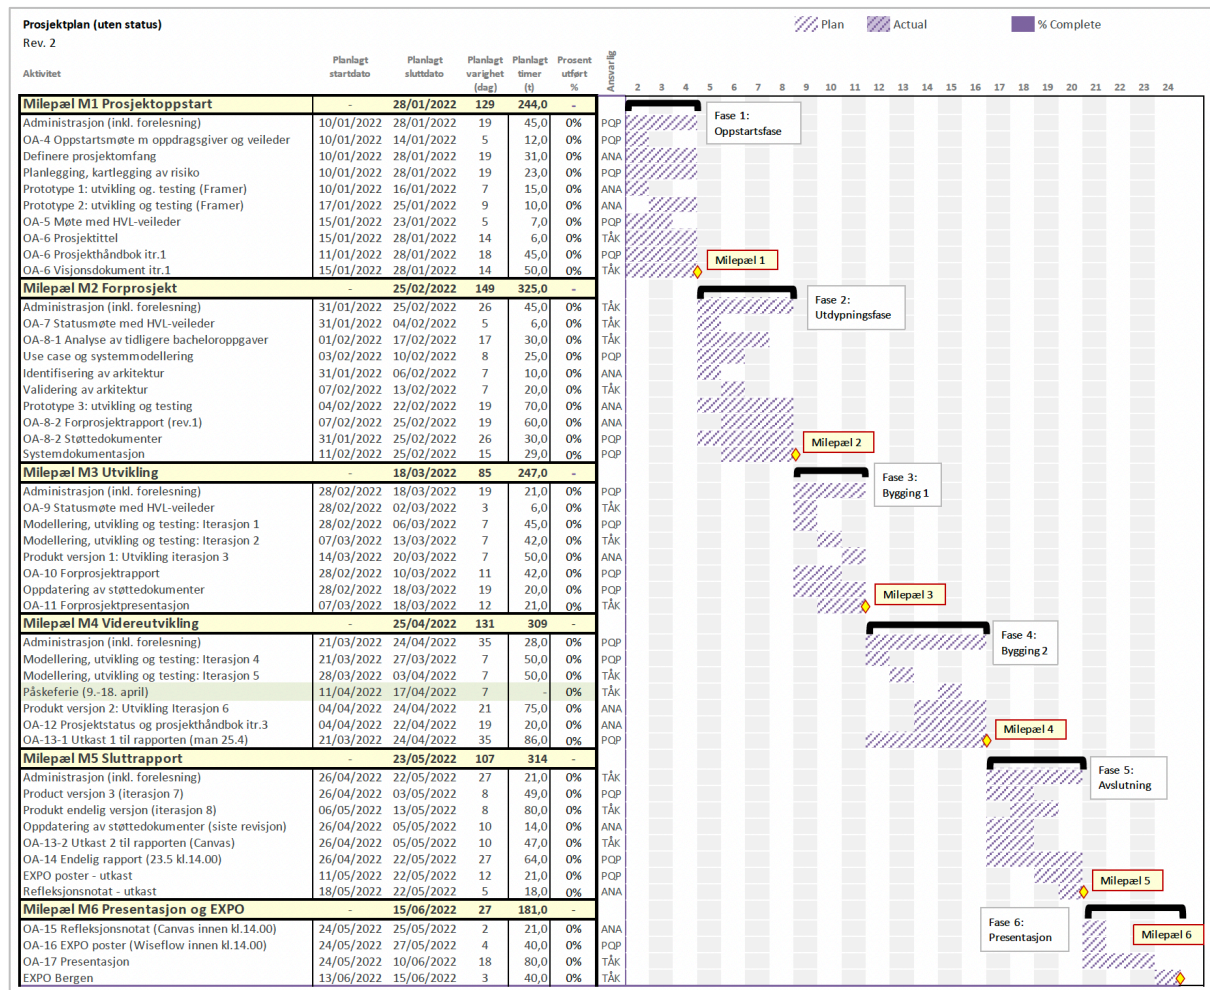 Prosjektplan (uten status)
Plan Actual % Complete
Rev. 2
Aktivitet Planlagt startdato Planlagt sluttdato Planlagt varighet (dag) Planlagt timer (t) Prosent utført % Ansvarlig 2 3 4 5 6 7 8 9 10 11 12 13 14 15 16 17 18 19 20 21 22 23 24
Milepæl M1 Prosjektoppstart - 28/01/2022 129 244,0 -
Fase 1: Oppstartsfase
Administrasjon (inkl. forelesning) 10/01/2022 28/01/2022 19 45,0 0% PQP
OA-4 Oppstartsmøte m oppdragsgiver og veileder 10/01/2022 14/01/2022 5 12,0 0% PQP
Definere prosjektomfang 10/01/2022 28/01/2022 19 31,0 0% ANA
Planlegging, kartlegging av risiko 10/01/2022 28/01/2022 19 23,0 0% PQP
Prototype 1: utvikling og. testing (Framer) 10/01/2022 16/01/2022 7 15,0 0% ANA
Prototype 2: utvikling og testing (Framer) 17/01/2022 25/01/2022 9 10,0 0% ANA
OA-5 Møte med HVL-veileder 15/01/2022 23/01/2022 5 7,0 0% PQP
OA-6 Prosjekttittel 15/01/2022 28/01/2022 14 6,0 0% TÅK
OA-6 Prosjekthåndbok itr.1 11/01/2022 28/01/2022 18 45,0 0% PQP
OA-6 Visjonsdokument itr.1 15/01/2022 28/01/2022 14 50,0 0% TÅK
Milepæl 1
Milepæl M2 Forprosjekt - 25/02/2022 149 325,0 -
Fase 2: Utdypningsfase
Administrasjon (inkl. forelesning) 31/01/2022 25/02/2022 26 45,0 0% TÅK
OA-7 Statusmøte med HVL-veileder 31/01/2022 04/02/2022 5 6,0 0% TÅK
OA-8-1 Analyse av tidligere bacheloroppgaver 01/02/2022 17/02/2022 17 30,0 0% TÅK
Use case og systemmodellering 03/02/2022 10/02/2022 8 25,0 0% PQP
Identifisering av arkitektur 31/01/2022 06/02/2022 7 10,0 0% ANA
Validering av arkitektur 07/02/2022 13/02/2022 7 20,0 0% TÅK
Prototype 3: utvikling og testing 04/02/2022 22/02/2022 19 70,0 0% ANA
OA-8-2 Forprosjektrapport (rev.1) 07/02/2022 25/02/2022 19 60,0 0% ANA
OA-8-2 Støttedokumenter 31/01/2022 25/02/2022 26 30,0 0% PQP
Systemdokumentasjon 11/02/2022 25/02/2022 15 29,0 0% PQP
Milepæl 2
Milepæl M3 Utvikling - 18/03/2022 85 247,0 -
Fase 3: Bygging 1
Administrasjon (inkl. forelesning) 28/02/2022 18/03/2022 19 21,0 0% PQP
OA-9 Statusmøte med HVL-veileder 28/02/2022 02/03/2022 3 6,0 0% TÅK
Modellering, utvikling og testing: Iterasjon 1 28/02/2022 06/03/2022 7 45,0 0% PQP
Modellering, utvikling og testing: Iterasjon 2 07/03/2022 13/03/2022 7 42,0 0% TÅK
Produkt versjon 1: Utvikling iterasjon 3 14/03/2022 20/03/2022 7 50,0 0% ANA
OA-10 Forprosjektrapport 28/02/2022 10/03/2022 11 42,0 0% PQP
Oppdatering av støttedokumenter 28/02/2022 18/03/2022 19 20,0 0% PQP
OA-11 Forprosjektpresentasjon 07/03/2022 18/03/2022 12 21,0 0% TÅK
Milepæl 3
Milepæl M4 Videreutvikling - 25/04/2022 131 309 -
Fase 4: Bygging 2
Administrasjon (inkl. forelesning) 21/03/2022 24/04/2022 35 28,0 0% PQP
Modellering, utvikling og testing: Iterasjon 4 21/03/2022 27/03/2022 7 50,0 0% PQP
Modellering, utvikling og testing: Iterasjon 5 28/03/2022 03/04/2022 7 50,0 0% TÅK
Påskeferie (9.-18. april) 11/04/2022 17/04/2022 7 - 0% TÅK
Produkt versjon 2: Utvikling Iterasjon 6 04/04/2022 24/04/2022 21 75,0 0% ANA
OA-12 Prosjektstatus og prosjekthåndbok itr.3 04/04/2022 22/04/2022 19 20,0 0% ANA
OA-13-1 Utkast 1 til rapporten (man 25.4) 21/03/2022 24/04/2022 35 86,0 0% PQP
Milepæl 4
Milepæl M5 Sluttrapport - 23/05/2022 107 314 -
Fase 5: Avslutning
Administrasjon (inkl. forelesning) 26/04/2022 22/05/2022 27 21,0 0% TÅK
Product versjon 3 (iterasjon 7) 26/04/2022 03/05/2022 8 49,0 0% PQP
Produkt endelig versjon (iterasjon 8) 06/05/2022 13/05/2022 8 80,0 0% TÅK
Oppdatering av støttedokumenter (siste revisjon) 26/04/2022 05/05/2022 10 14,0 0% ANA
OA-13-2 Utkast 2 til rapporten (Canvas) 26/04/2022 05/05/2022 10 47,0 0% TÅK
OA-14 Endelig rapport (23.5 kl.14.00) 26/04/2022 22/05/2022 27 64,0 0% PQP
EXPO poster - utkast 11/05/2022 22/05/2022 12 21,0 0% PQP
Refleksjonsnotat - utkast 18/05/2022 22/05/2022 5 18,0 0% ANA
Milepæl 5
Milepæl M6 Presentasjon og EXPO - 15/06/2022 27 181,0 -
Fase 6: Presentasjon
OA-15 Refleksjonsnotat (Canvas innen kl.14.00) 24/05/2022 25/05/2022 2 21,0 0% ANA
Milepæl 6
OA-16 EXPO poster (Wiseflow innen kl.14.00) 24/05/2022 27/05/2022 4 40,0 0% PQP
OA-17 Presentasjon 24/05/2022 10/06/2022 18 80,0 0% TÅK
EXPO Bergen 13/06/2022 15/06/2022 3 40,0 0% TÅK